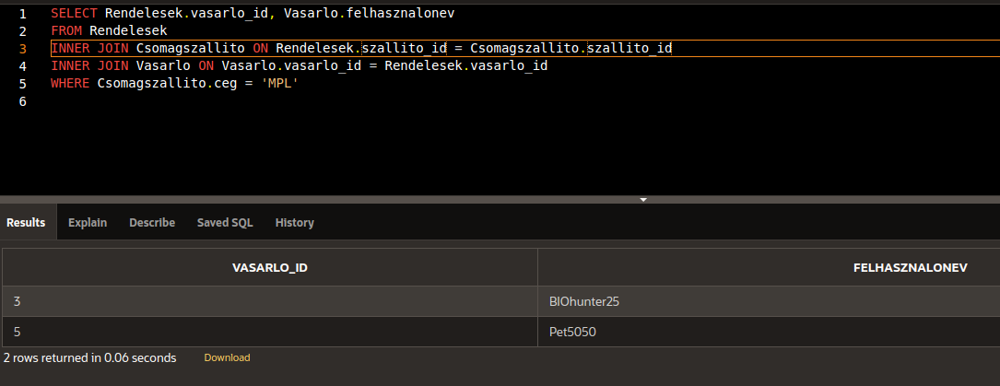 1 SELECT Rendelesek.vasarlo_id, Vasarlo.felhasznalonev
2 FROM Rendelesek
3 INNER JOIN Csomagszallito ON Rendelesek.szallito_id = Csomagszallito.szallito_id
4 INNER JOIN Vasarlo ON Vasarlo.vasarlo_id = Rendelesek.vasarlo_id
5 WHERE Csomagszallito.ceg = 'MPL'
6
Results Explain Describe Saved SQL History
VASARLO_ID FELHASZNALONEV
3 BIOhunter25
5 Pet5050
2 rows returned in 0.06 seconds Download